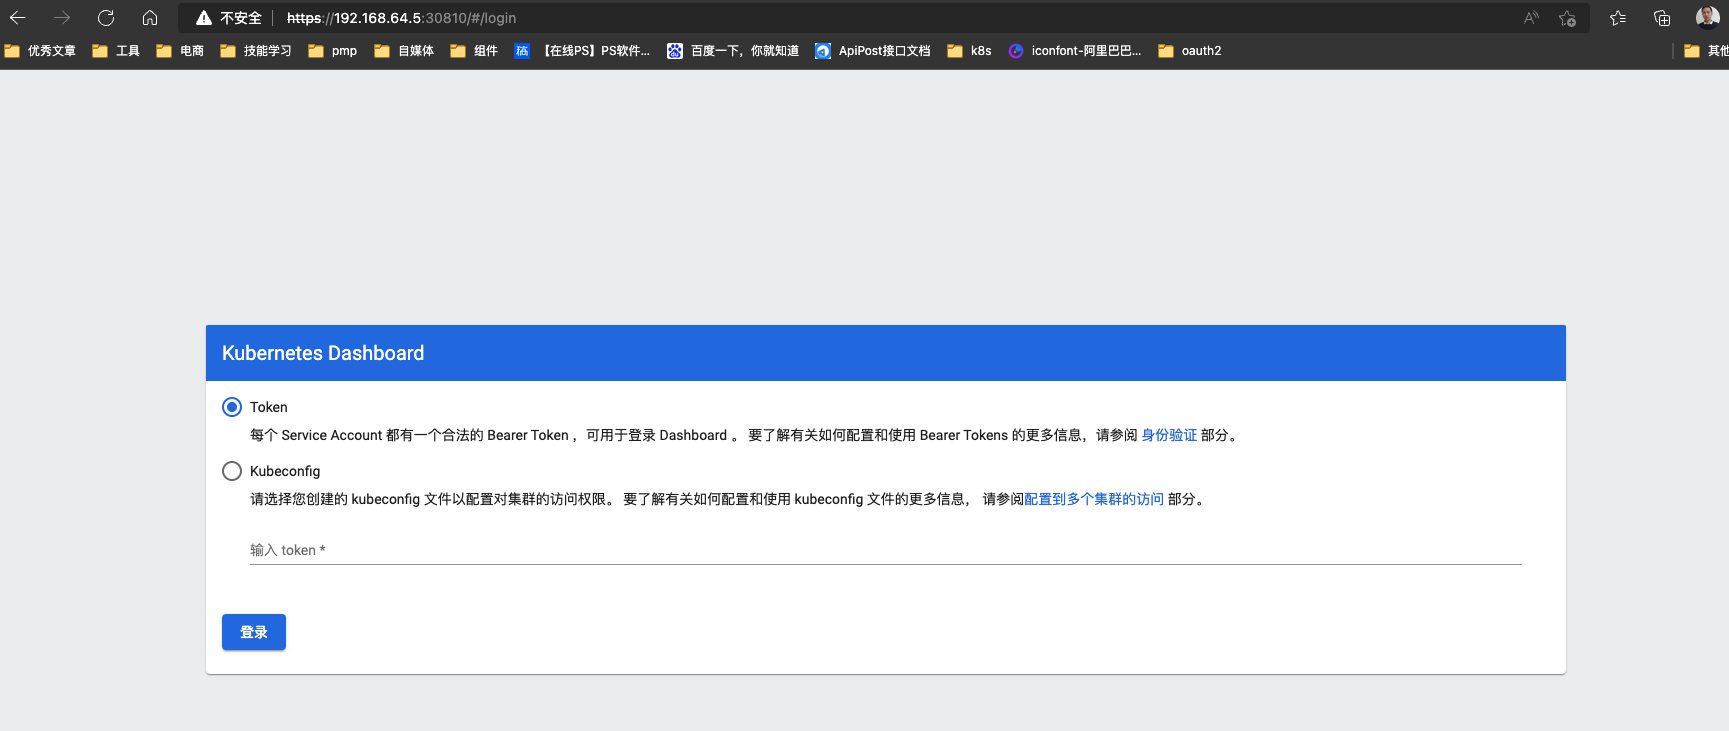 不安全 https://192.168.64.5:30810/#/login
优秀文章 工具 电商 技能学习 pmp 自媒体 组件 【在线PS】PS软件... 百度一下，你就知道 ApiPost接口文档 k8s iconfont-阿里巴巴... oauth2 其他
Kubernetes Dashboard
Token
每个 Service Account 都有一个合法的 Bearer Token ，可用于登录 Dashboard 。 要了解有关如何配置和使用 Bearer Tokens 的更多信息，请参阅 身份验证 部分。
Kubeconfig
请选择您创建的 kubeconfig 文件以配置对集群的访问权限。 要了解有关如何配置和使用 kubeconfig 文件的更多信息， 请参阅配置到多个集群的访问 部分。
输入 token *
登录